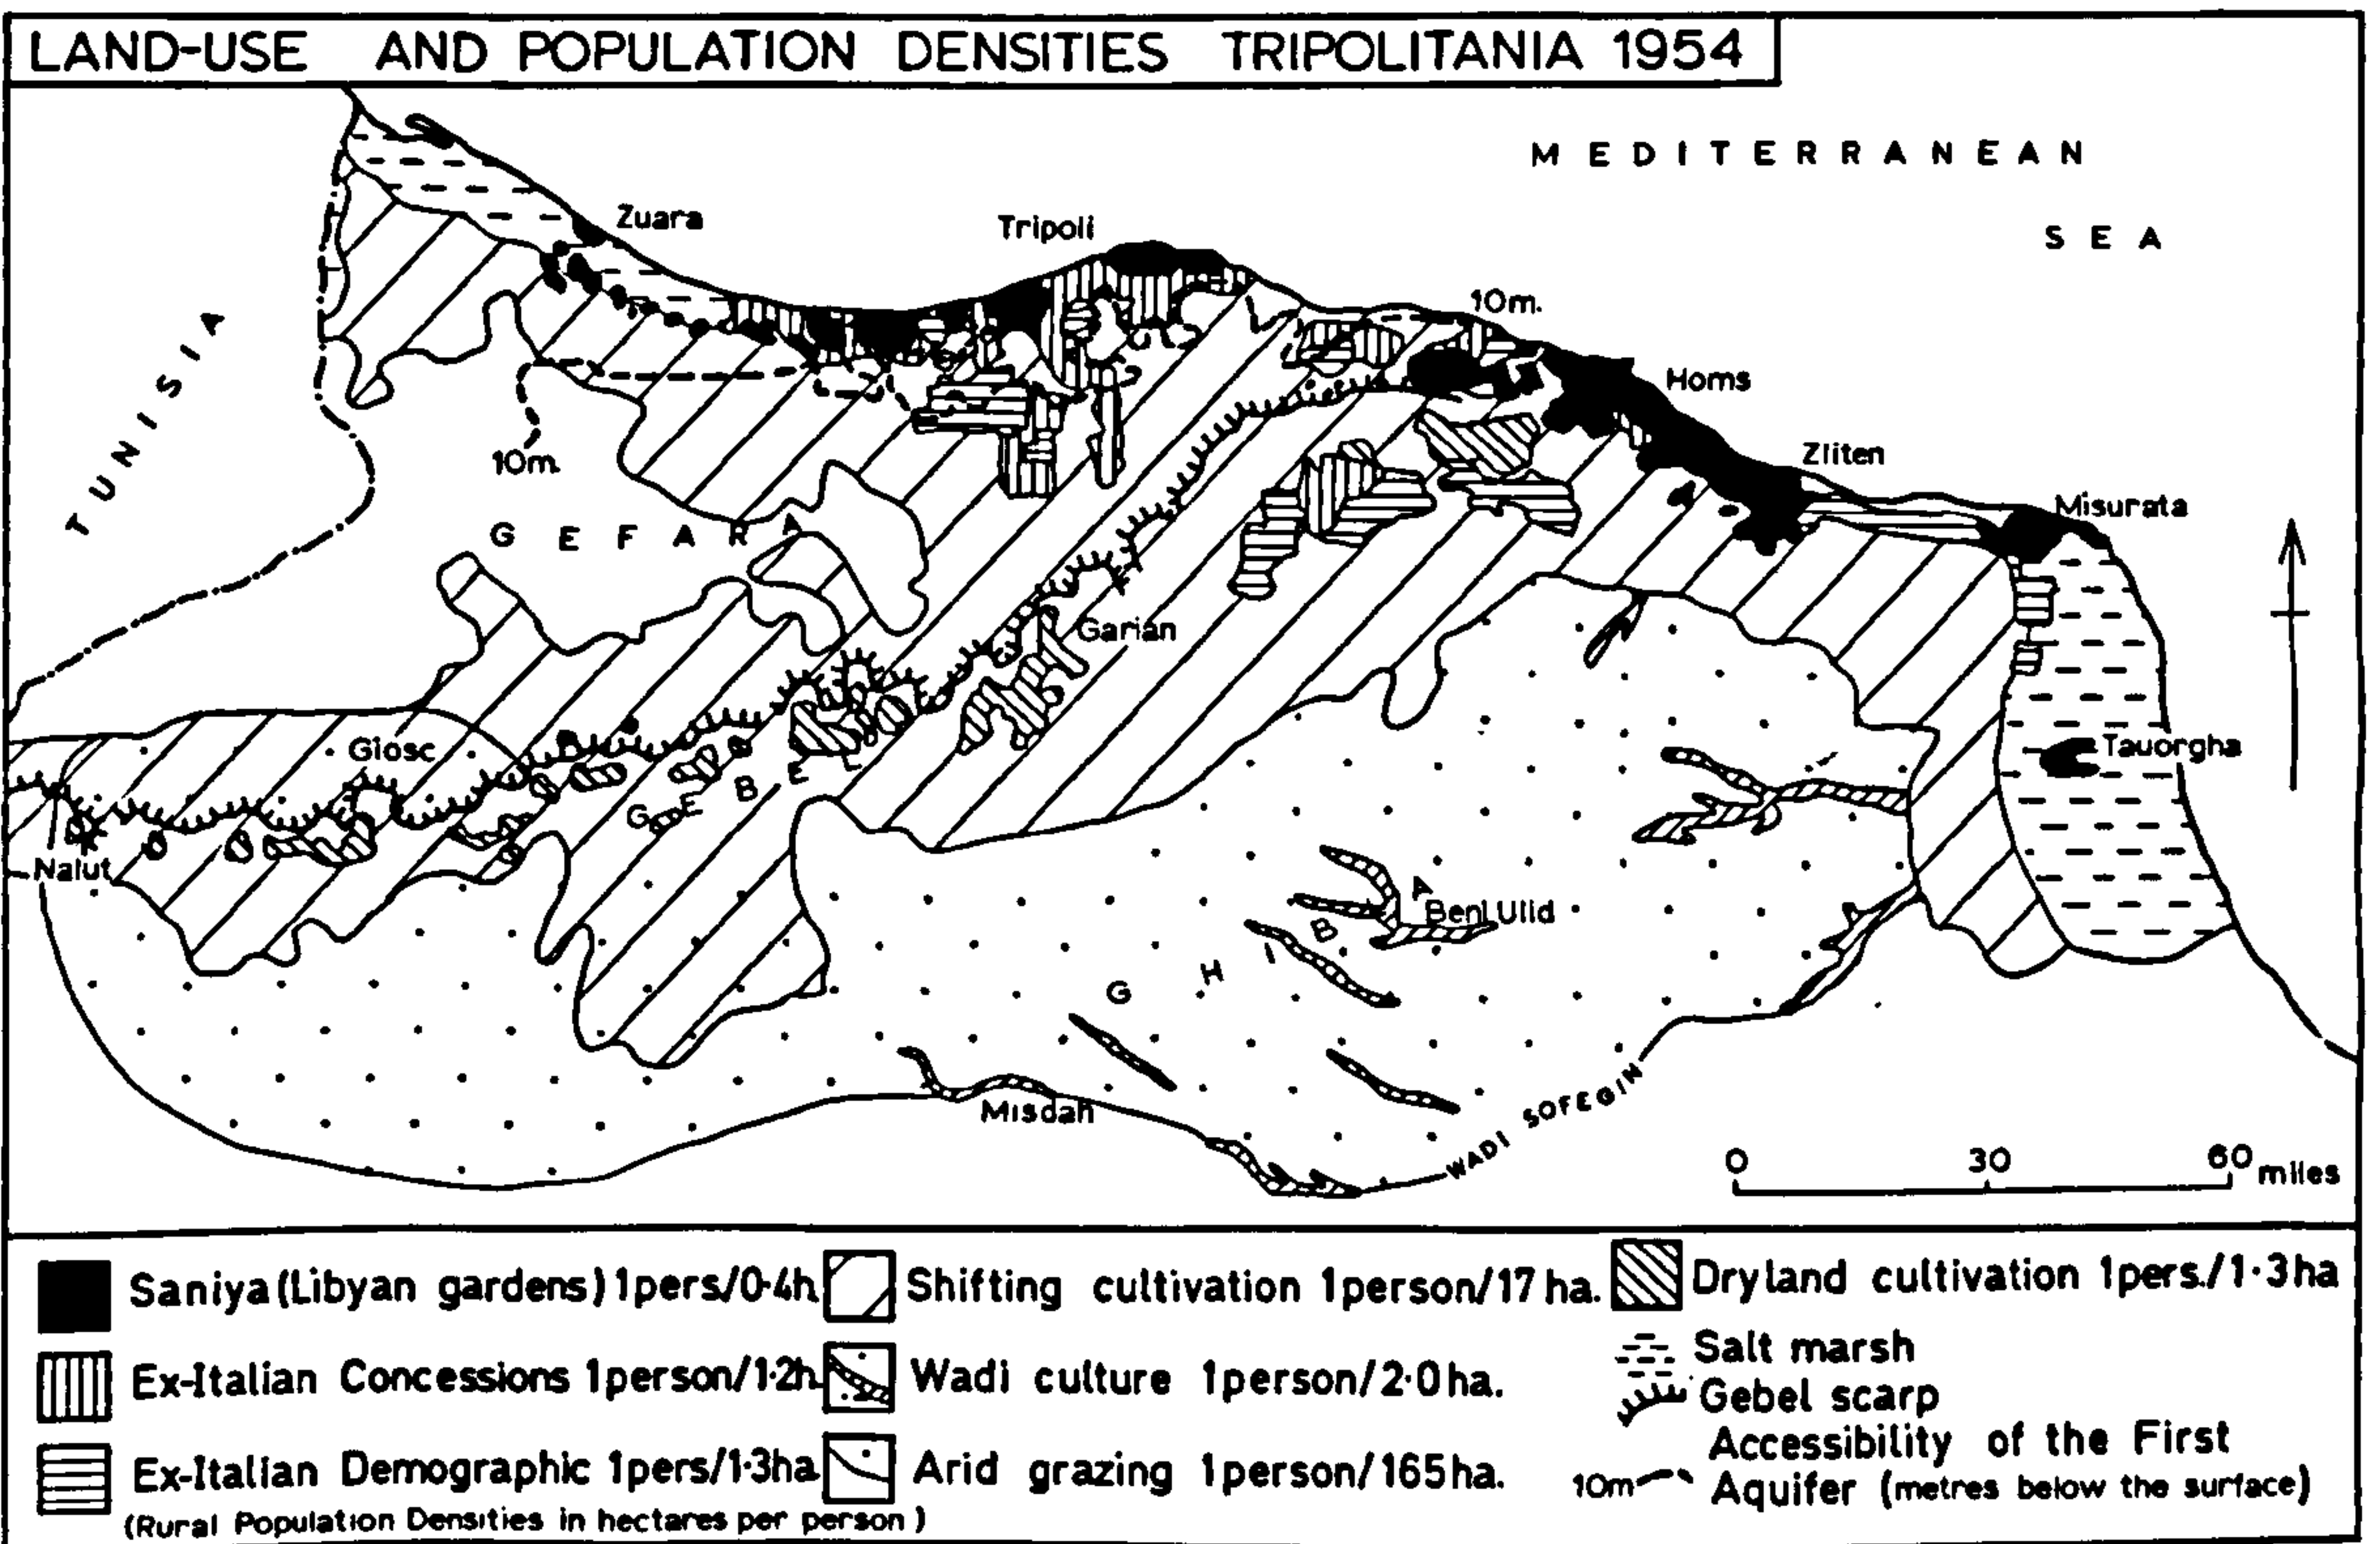 LAND-USE AND POPULATION DENSITIES TRIPOLITANIA 1954
MEDITERRANEAN
SEA
TUNISIA
Zuara
Tripoli
10m.
Homs
10m.
Zliten
Misurata
GEFARA
Garian
Giosc
GEBEL
Tauorgha
Nalut
Beni Ulid
GHIBA
Misdah
WADI SOFEGIN
0 30 60 miles
Saniya (Libyan gardens) 1pers/0·4h
Shifting cultivation 1person/17 ha.
Dryland cultivation 1pers./1·3ha
Ex-Italian Concessions 1person/1·2h
Wadi culture 1person/2·0ha.
Salt marsh
Gebel scarp
Ex-Italian Demographic 1pers/1·3ha
Arid grazing 1person/165ha.
Accessibility of the First
10m Aquifer (metres below the surface)
(Rural Population Densities in hectares per person)